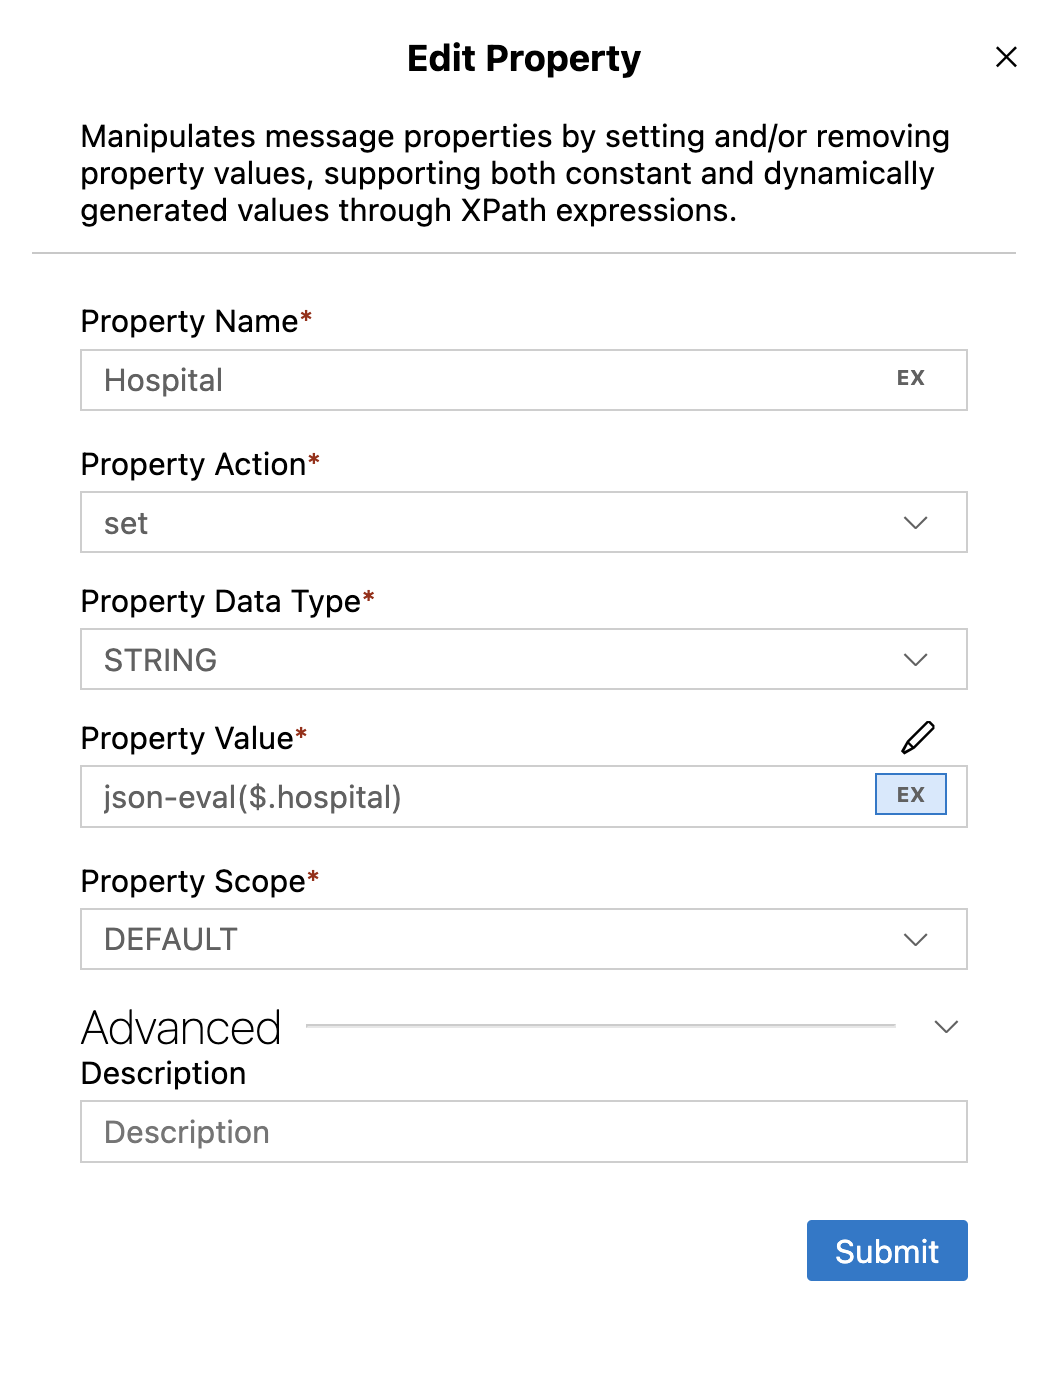 Edit Property
Manipulates message properties by setting and/or removing
property values, supporting both constant and dynamically
generated values through XPath expressions.
Property Name*
Hospital EX
Property Action*
set
Property Data Type*
STRING
Property Value*
json-eval($.hospital) EX
Property Scope*
DEFAULT
Advanced
Description
Description
Submit